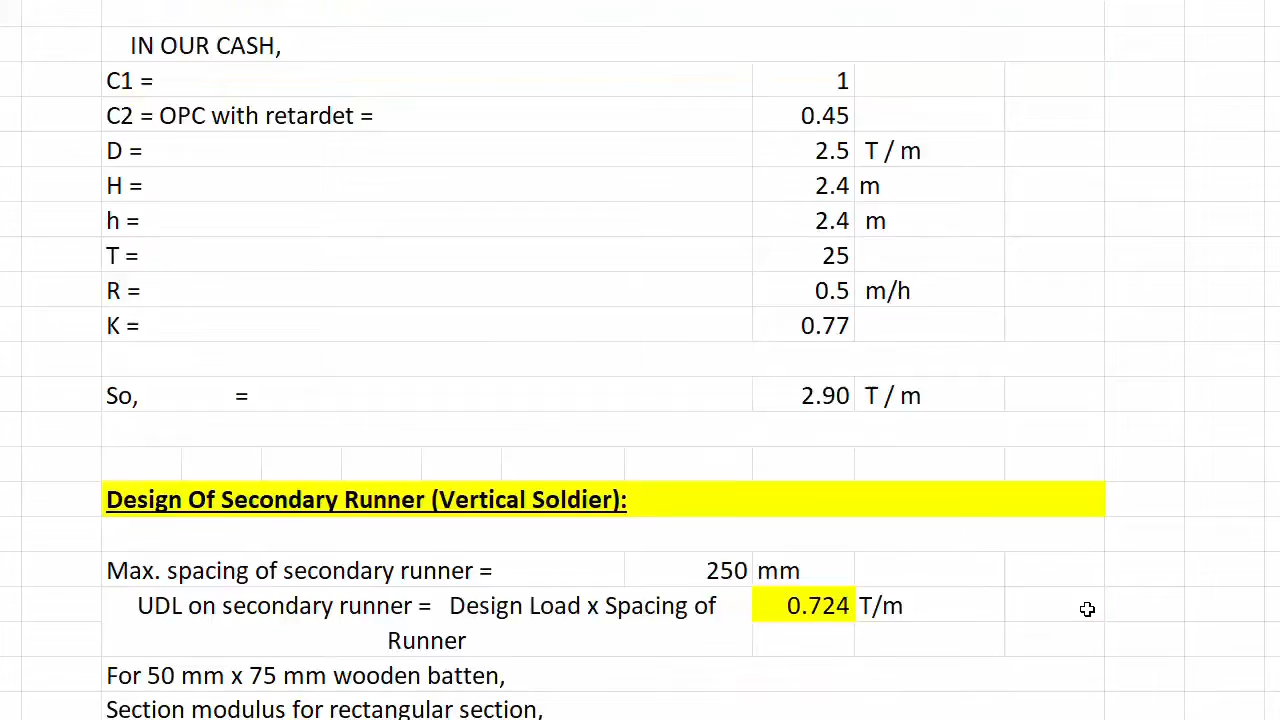 IN OUR CASH,
C1 = 1
C2 = OPC with retardet = 0.45
D = 2.5 T / m
H = 2.4 m
h = 2.4 m
T = 25
R = 0.5 m/h
K = 0.77
So, = 2.90 T / m
Design Of Secondary Runner (Vertical Soldier):
Max. spacing of secondary runner = 250 mm
UDL on secondary runner = Design Load x Spacing of 0.724 T/m
Runner
For 50 mm x 75 mm wooden batten,
Section modulus for rectangular section,